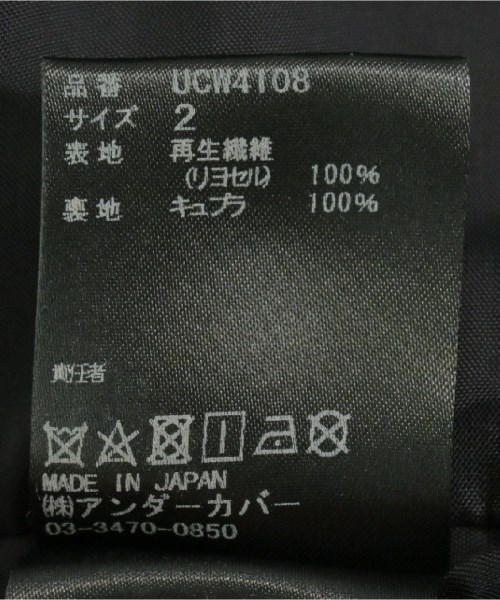 品番 UCW4108
サイズ 2
表地 再生繊維
(リヨセル) 100%
裏地 キュプラ 100%
責任者
MADE IN JAPAN
㈱アンダーカバー
03-3470-0850